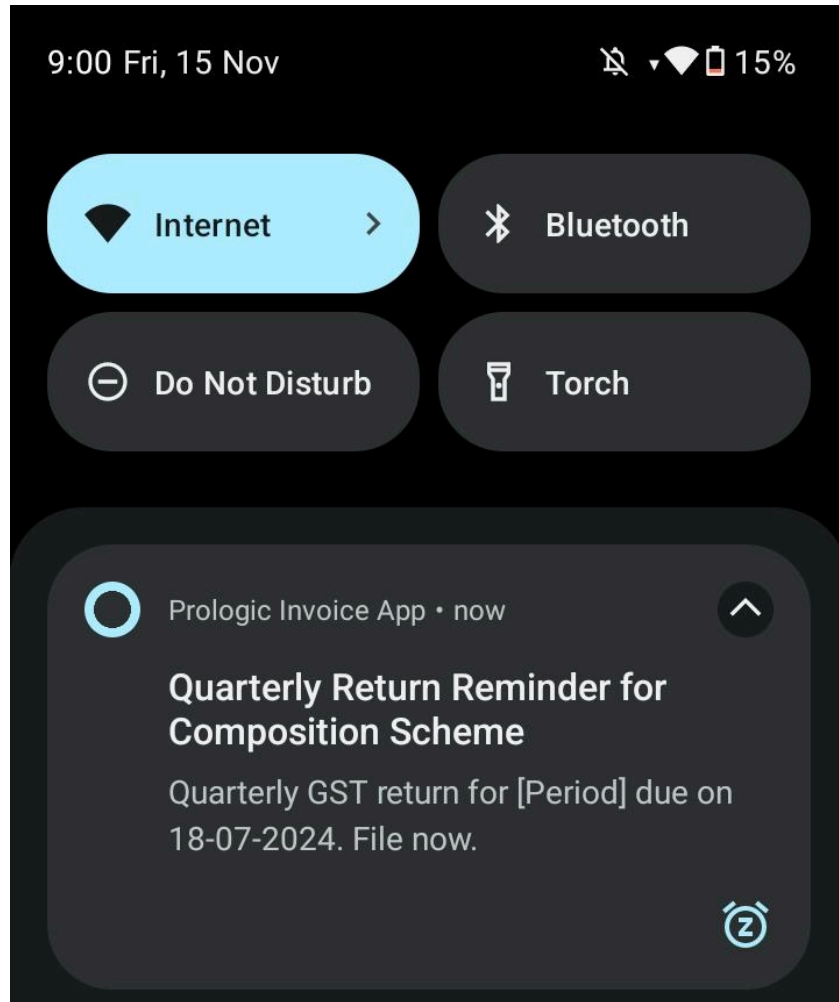 9:00 Fri, 15 Nov 15%
Internet Bluetooth
Do Not Disturb Torch
Prologic Invoice App • now
Quarterly Return Reminder for
Composition Scheme
Quarterly GST return for [Period] due on
18-07-2024. File now.